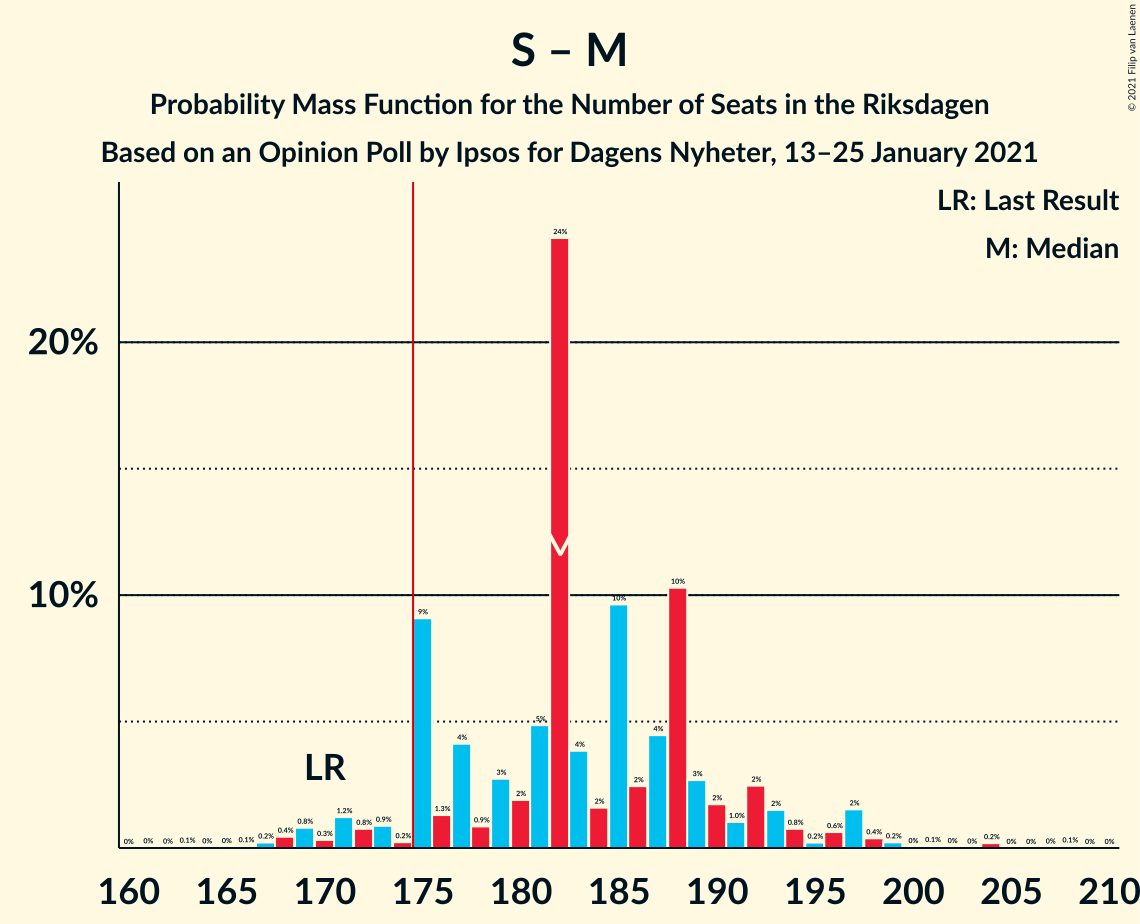 S – M
Probability Mass Function for the Number of Seats in the Riksdagen
Based on an Opinion Poll by Ipsos for Dagens Nyheter, 13–25 January 2021
© 2021 Filip van Laenen
LR: Last Result
M: Median
20%
10%
LR
M
0% 0% 0% 0.1% 0% 0% 0.1% 0.2% 0.4% 0.8% 0.3% 1.2% 0.8% 0.9% 0.2% 9% 1.3% 4% 0.9% 3% 2% 5% 24% 4% 2% 10% 2% 4% 10% 3% 2% 1.0% 2% 2% 0.8% 0.2% 0.6% 2% 0.4% 0.2% 0% 0.1% 0% 0% 0.2% 0% 0% 0% 0.1% 0% 0%
160 165 170 175 180 185 190 195 200 205 210